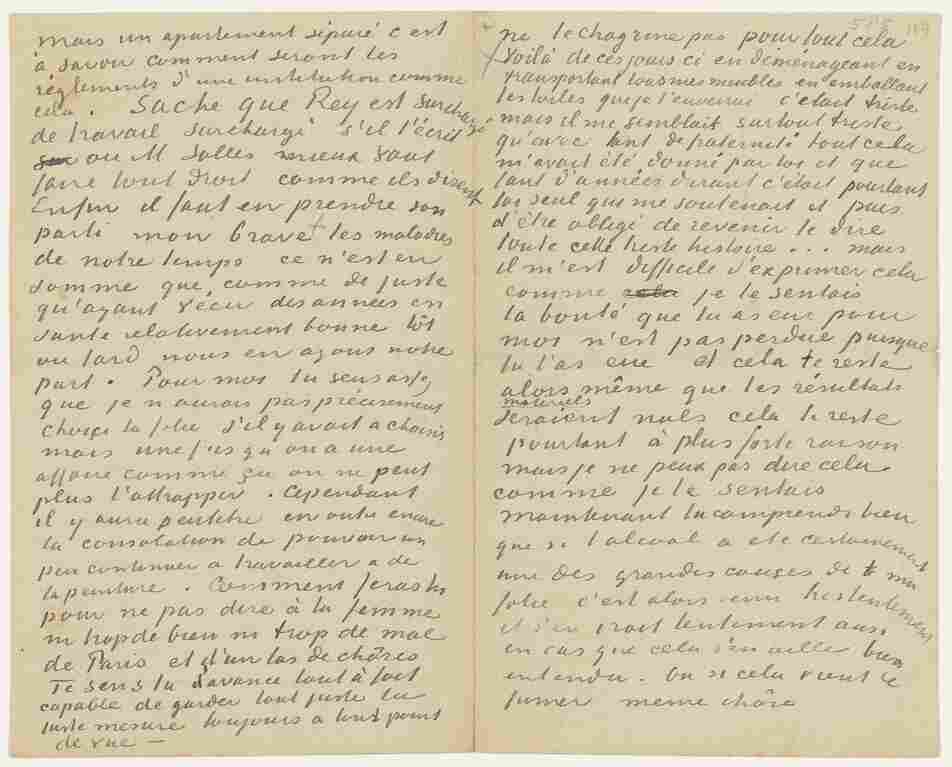 mais un apartement séparé c'est
à savoir comment seront les
réglements d'une institution comme
cela. Sache que Rey est surchargé
de travail surchargé s'il t'écrit
ou M Salles mieux vaut
faire tout droit comme ils disent
Enfin il faut en prendre son
parti mon brave les maladies
de notre temps ce n'est en
somme que comme de juste
qu'ayant vécu des années en
santé relativement bonne tôt
ou tard nous en ayons notre
part. Pour moi tu sens assez
que je n'aurais pas précisément
choisi la folie s'il y avait à choisir
mais une fois qu'on a une
affaire comme ça on ne peut
plus l'attrapper. Cependant
il y aura peutêtre en outre encore
la consolation de pouvoir un
peu continuer à travailler a de
la peinture. Comment feras tu
pour ne pas dire à ta femme
ni trop de bien ni trop de mal
de Paris et d'un tas de chôses
Te sens tu d'avance tout à fait
capable de garder tout juste la
juste mesure toujours a tout point
de vue —
ne te chagrine pas pour tout cela
Voilà de ces jours ci en déménageant en
transportant tous mes meubles en emballant
les toiles que je t'enverrai c'était triste
mais il me semblait surtout triste
qu'avec tant de fraternité tout cela
m'avait été donné par toi et que
tant d'années durant c'était pourtant
toi seul qui me soutenait et puis
d'être obligé de revenir te dire
toute cette triste histoire ... mais
il m'est difficile d'exprimer cela
comme cela je le sentais
la bonté que tu as eue pour
moi n'est pas perdue puisque
tu l'as eue et cela te reste
alors même que les résultats
materiels
seraient nuls cela te reste
pourtant à plus forte raison
mais je ne peux pas dire cela
comme je le sentais
maintenant tu comprends bien
que si l'alcool a été certainement
une des grandes causes de ma
folie c'est alors venu très lentement
et s'en irait lentement aussi
en cas que cela s'en aille bien
entendu. Ou si cela vient de
fumer même chôse